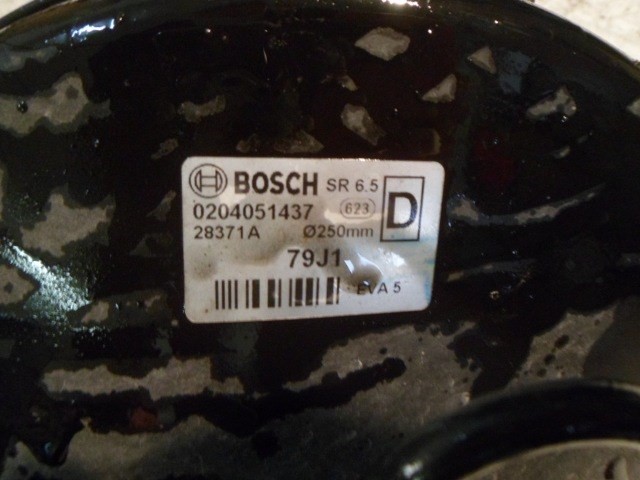 BOSCH SR 6.5 D
0204051437 623
28371A Ø250mm
79J1
EVA 5